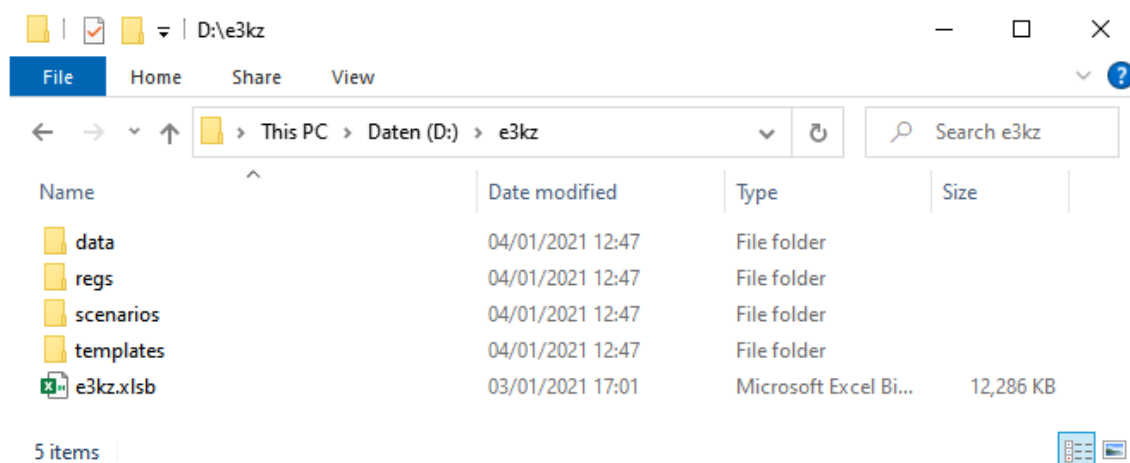 D:\e3kz
File Home Share View ?
This PC > Daten (D:) > e3kz Search e3kz
Name Date modified Type Size
data 04/01/2021 12:47 File folder
regs 04/01/2021 12:47 File folder
scenarios 04/01/2021 12:47 File folder
templates 04/01/2021 12:47 File folder
e3kz.xlsb 03/01/2021 17:01 Microsoft Excel Bi... 12,286 KB
5 items